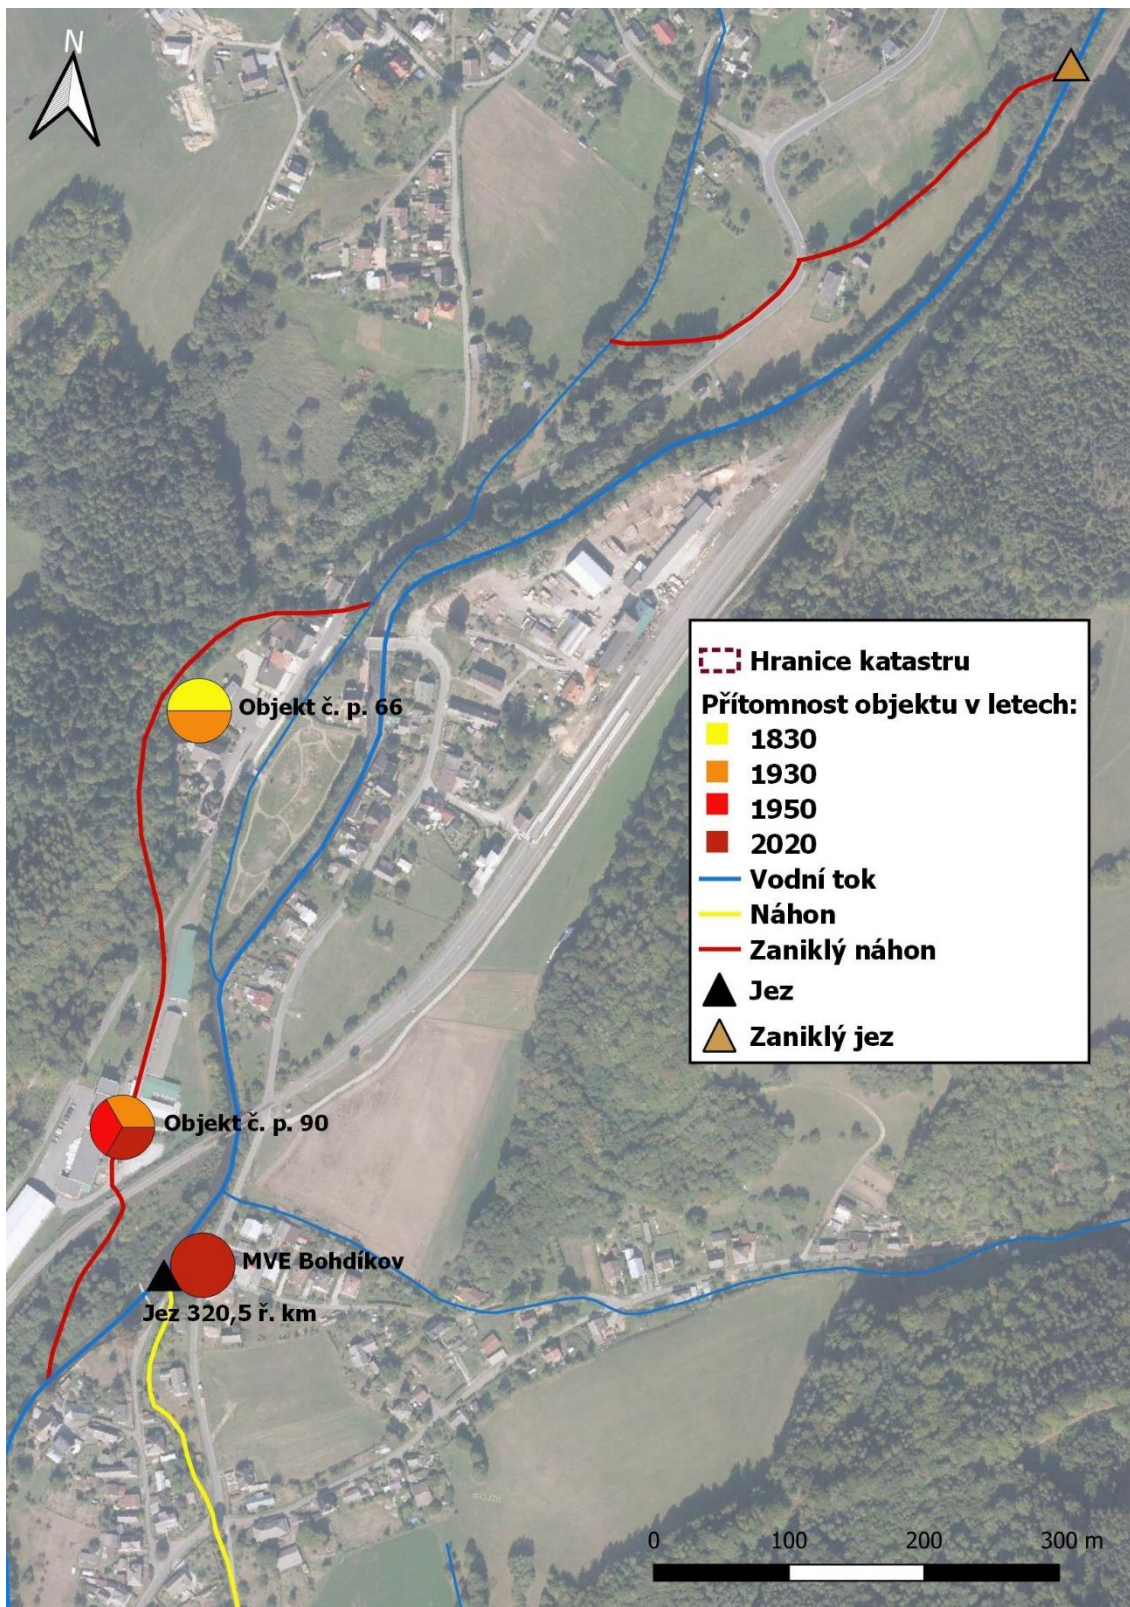 N
Objekt č. p. 66
Hranice katastru
Přítomnost objektu v letech:
1830
1930
1950
2020
Vodní tok
Náhon
Zaniklý náhon
Jez
Zaniklý jez
Objekt č. p. 90
MVE Bohdíkov
Jez 320,5 ř. km
© ČÚZK
0 100 200 300 m